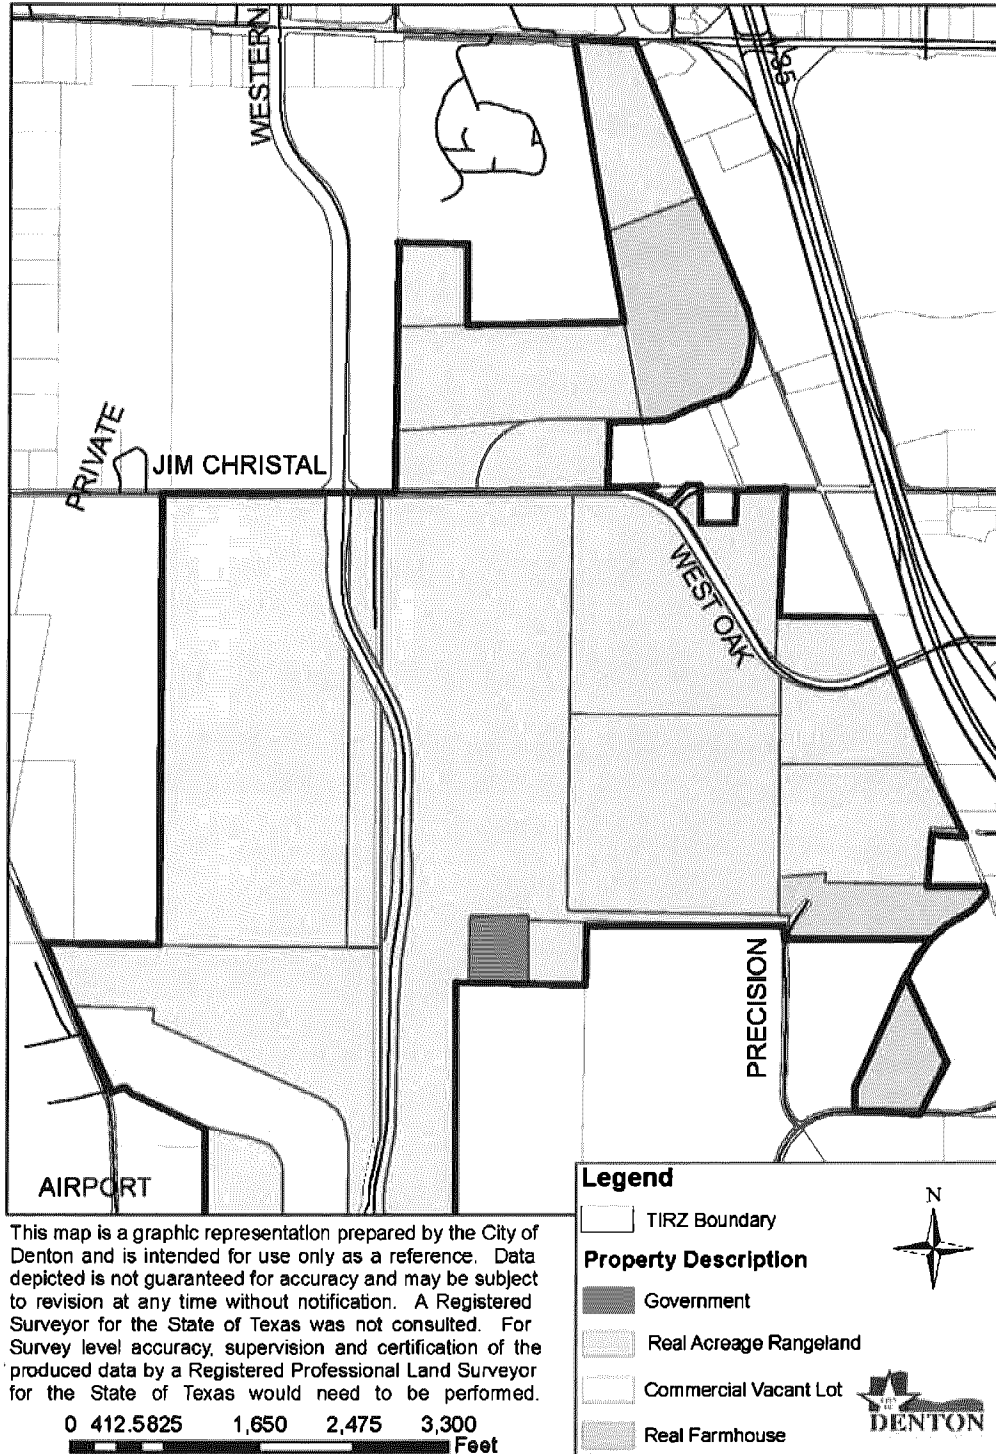 WESTERN
I-35
PRIVATE
JIM CHRISTAL
WEST OAK
PRECISION
AIRPORT
This map is a graphic representation prepared by the City of
Denton and is intended for use only as a reference. Data
depicted is not guaranteed for accuracy and may be subject
to revision at any time without notification. A Registered
Surveyor for the State of Texas was not consulted. For
Survey level accuracy, supervision and certification of the
produced data by a Registered Professional Land Surveyor
for the State of Texas would need to be performed.
0 412.5825 1,650 2,475 3,300
Feet
Legend
TIRZ Boundary
N
Property Description
Government
Real Acreage Rangeland
Commercial Vacant Lot
Real Farmhouse
CITY
OF
DENTON